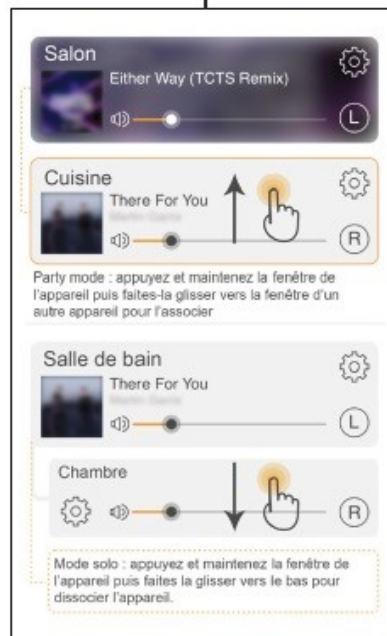 Salon
Either Way (TCTS Remix)
L
Cuisine
There For You
R
Party mode : appuyez et maintenez la fenêtre de
l'appareil puis faites-la glisser vers la fenêtre d'un
autre appareil pour l'associer
Salle de bain
There For You
L
Chambre
R
Mode solo : appuyez et maintenez la fenêtre de
l'appareil puis faites la glisser vers le bas pour
dissocier l'appareil.